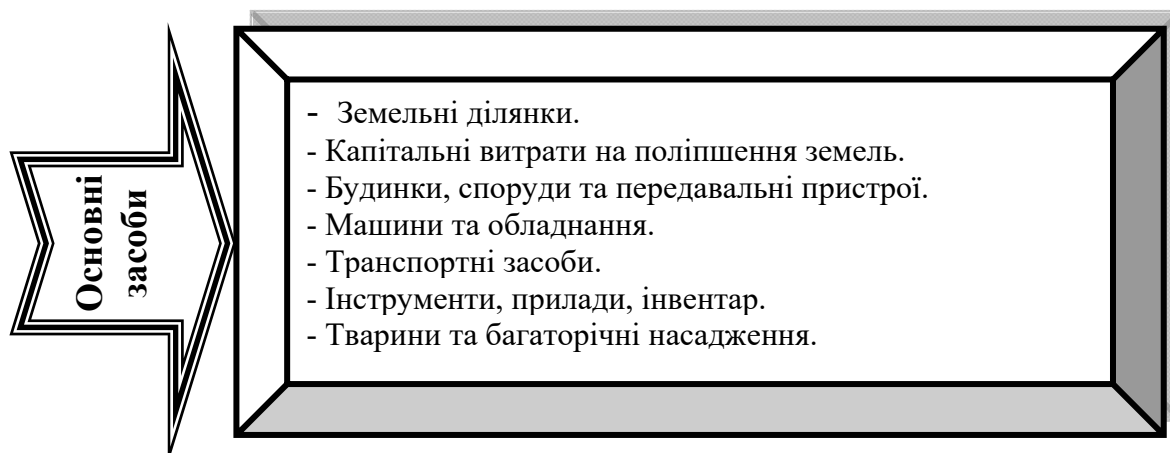 Основні
засоби
- Земельні ділянки.
- Капітальні витрати на поліпшення земель.
- Будинки, споруди та передавальні пристрої.
- Машини та обладнання.
- Транспортні засоби.
- Інструменти, прилади, інвентар.
- Тварини та багаторічні насадження.